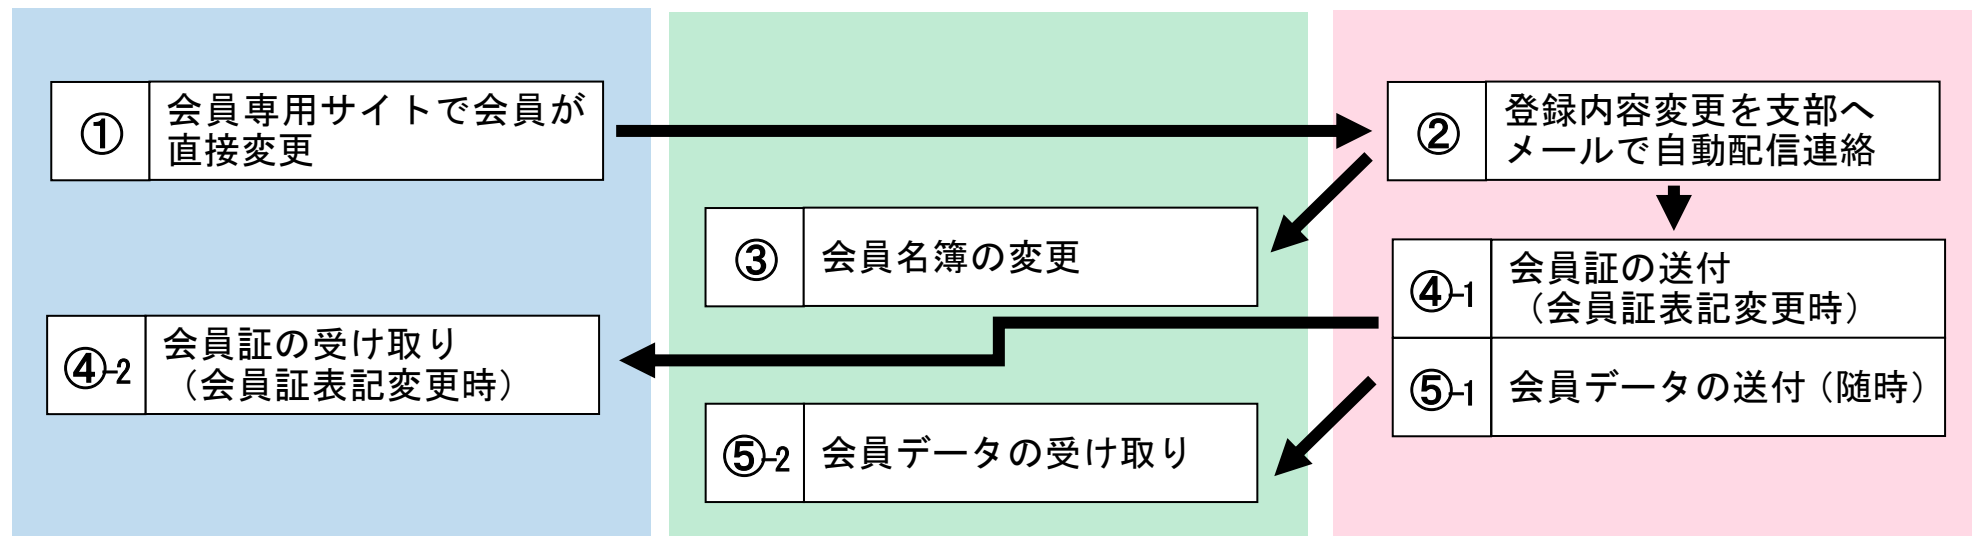 ①
会員専用サイトで会員が
直接変更
②
登録内容変更を支部へ
メールで自動配信連絡
③
会員名簿の変更
④-1
会員証の送付
（会員証表記変更時）
④-2
会員証の受け取り
（会員証表記変更時）
⑤-1
会員データの送付（随時）
⑤-2
会員データの受け取り